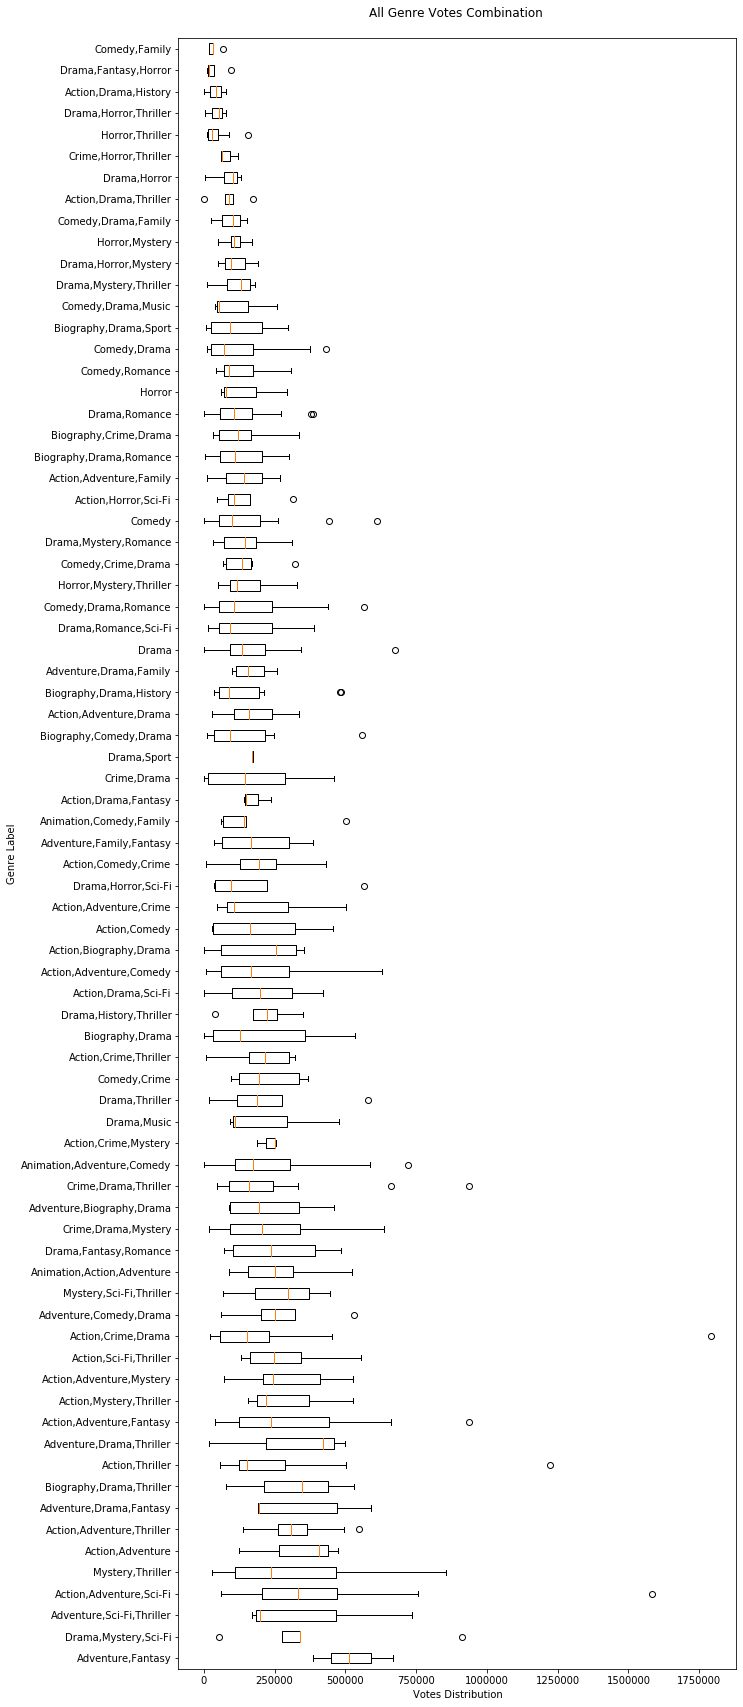 All Genre Votes Combination
Comedy,Family
Drama,Fantasy,Horror
Action,Drama,History
Drama,Horror,Thriller
Horror,Thriller
Crime,Horror,Thriller
Drama,Horror
Action,Drama,Thriller
Comedy,Drama,Family
Horror,Mystery
Drama,Horror,Mystery
Drama,Mystery,Thriller
Comedy,Drama,Music
Biography,Drama,Sport
Comedy,Drama
Comedy,Romance
Horror
Drama,Romance
Biography,Crime,Drama
Biography,Drama,Romance
Action,Adventure,Family
Action,Horror,Sci-Fi
Comedy
Drama,Mystery,Romance
Comedy,Crime,Drama
Horror,Mystery,Thriller
Comedy,Drama,Romance
Drama,Romance,Sci-Fi
Drama
Adventure,Drama,Family
Biography,Drama,History
Action,Adventure,Drama
Biography,Comedy,Drama
Drama,Sport
Crime,Drama
Action,Drama,Fantasy
Animation,Comedy,Family
Adventure,Family,Fantasy
Action,Comedy,Crime
Drama,Horror,Sci-Fi
Action,Adventure,Crime
Action,Comedy
Action,Biography,Drama
Action,Adventure,Comedy
Action,Drama,Sci-Fi
Drama,History,Thriller
Biography,Drama
Action,Crime,Thriller
Comedy,Crime
Drama,Thriller
Drama,Music
Action,Crime,Mystery
Animation,Adventure,Comedy
Crime,Drama,Thriller
Adventure,Biography,Drama
Crime,Drama,Mystery
Drama,Fantasy,Romance
Animation,Action,Adventure
Mystery,Sci-Fi,Thriller
Adventure,Comedy,Drama
Action,Crime,Drama
Action,Sci-Fi,Thriller
Action,Adventure,Mystery
Action,Mystery,Thriller
Action,Adventure,Fantasy
Adventure,Drama,Thriller
Action,Thriller
Biography,Drama,Thriller
Adventure,Drama,Fantasy
Action,Adventure,Thriller
Action,Adventure
Mystery,Thriller
Action,Adventure,Sci-Fi
Adventure,Sci-Fi,Thriller
Drama,Mystery,Sci-Fi
Adventure,Fantasy
Genre Label
0 250000 500000 750000 1000000 1250000 1500000 1750000
Votes Distribution